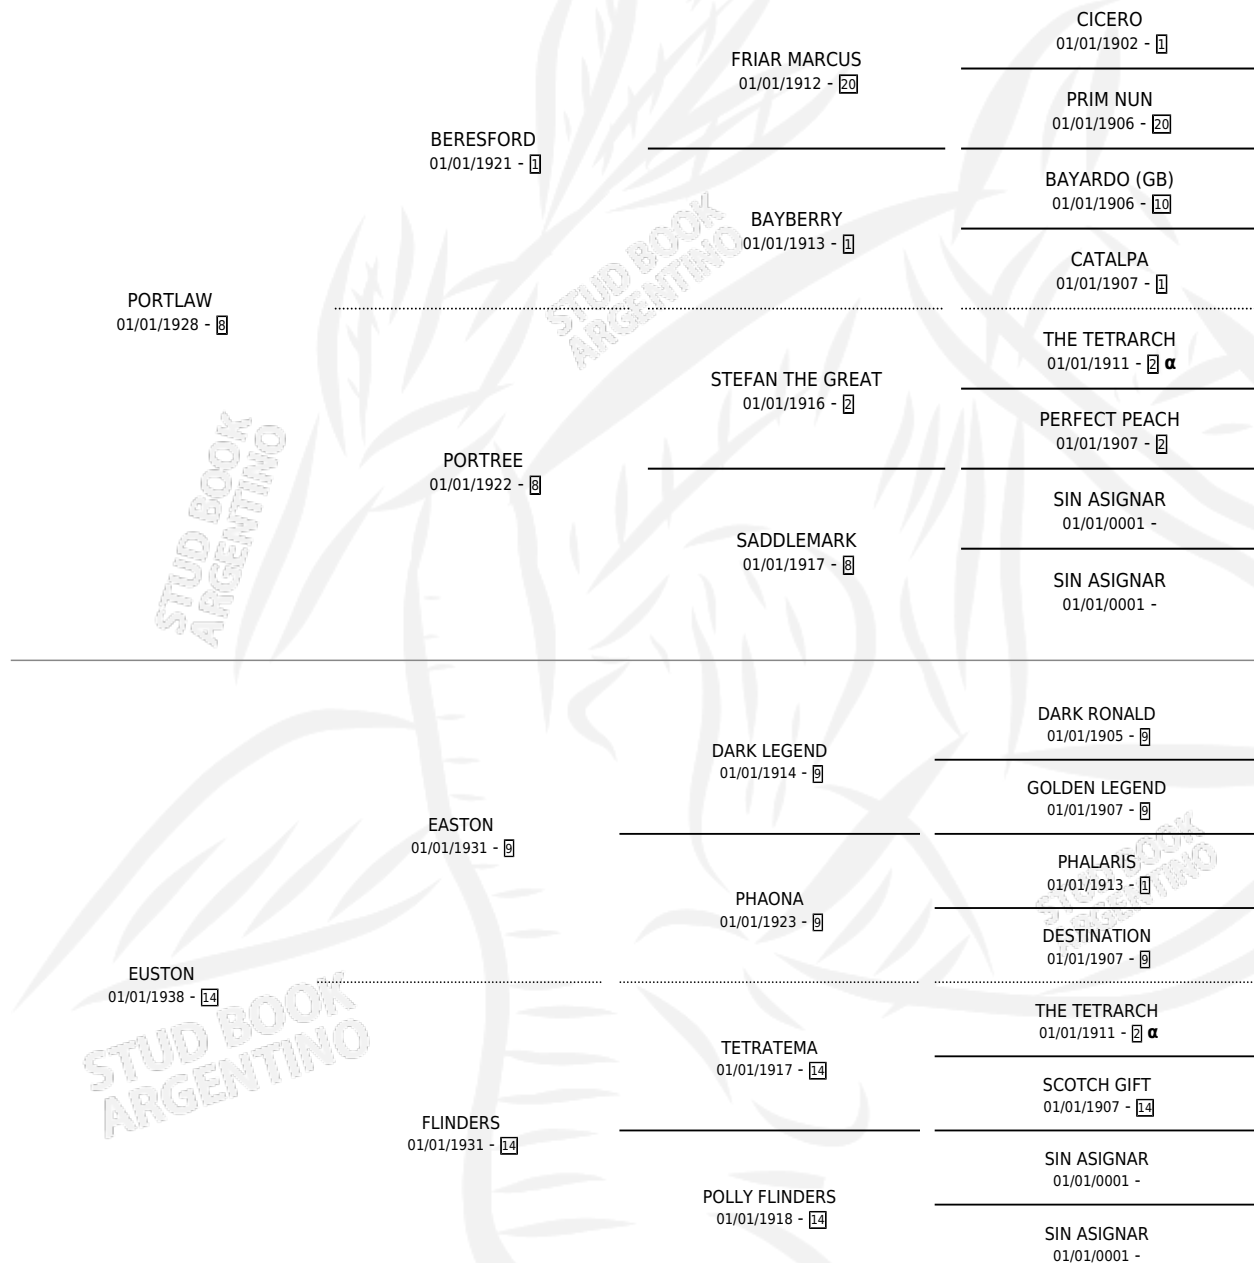 CICERO
01/01/1902 - 1
FRIAR MARCUS
01/01/1912 - 20
PRIM NUN
01/01/1906 - 20
BERESFORD
01/01/1921 - 1
BAYARDO (GB)
01/01/1906 - 10
BAYBERRY
01/01/1913 - 1
CATALPA
01/01/1907 - 1
PORTLAW
01/01/1928 - 8
STUD BOOK
ARGENTINO
THE TETRARCH
01/01/1911 - 2 α
STEFAN THE GREAT
01/01/1916 - 2
PERFECT PEACH
01/01/1907 - 2
PORTREE
01/01/1922 - 8
SIN ASIGNAR
01/01/0001 -
SADDLEMARK
01/01/1917 - 8
SIN ASIGNAR
01/01/0001 -
STUD BOOK
ARGENTINO
DARK RONALD
01/01/1905 - 9
DARK LEGEND
01/01/1914 - 9
GOLDEN LEGEND
01/01/1907 - 9
EASTON
01/01/1931 - 9
PHALARIS
01/01/1913 - 1
PHAONA
01/01/1923 - 9
DESTINATION
01/01/1907 - 9
STUD BOOK
ARGENTINO
EUSTON
01/01/1938 - 14
THE TETRARCH
01/01/1911 - 2 α
TETRATEMA
01/01/1917 - 14
SCOTCH GIFT
01/01/1907 - 14
STUD BOOK
ARGENTINO
FLINDERS
01/01/1931 - 14
SIN ASIGNAR
01/01/0001 -
POLLY FLINDERS
01/01/1918 - 14
SIN ASIGNAR
01/01/0001 -